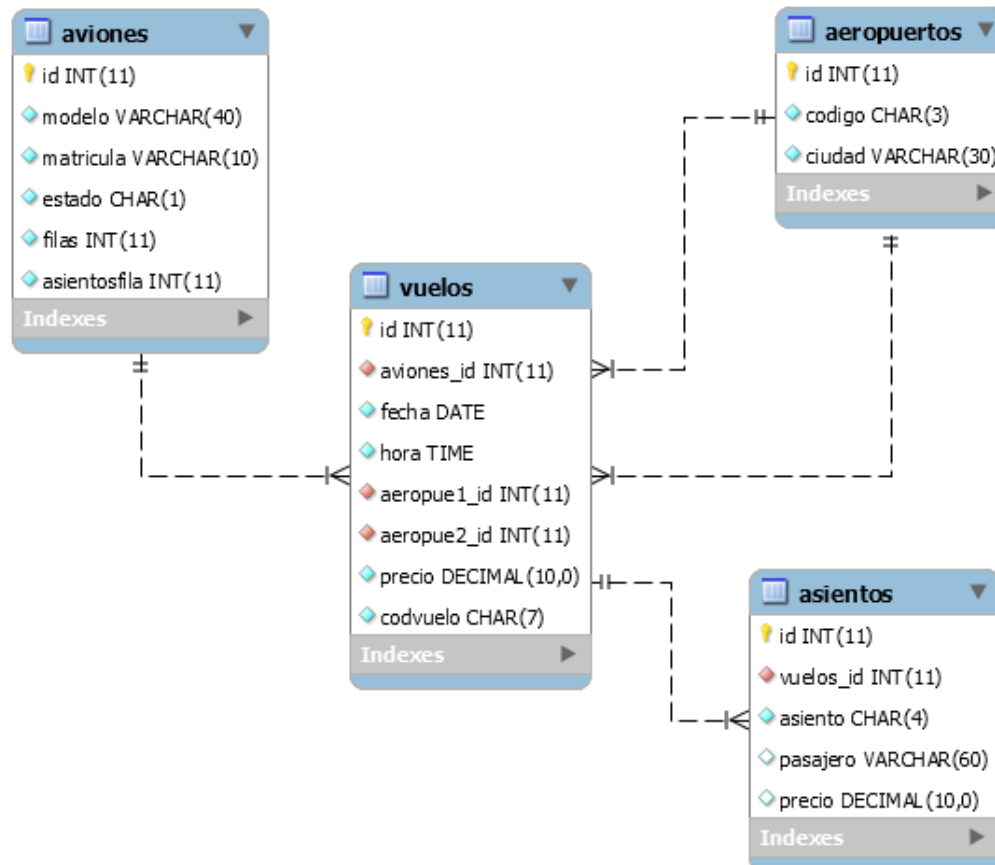 aviones
id INT(11)
modelo VARCHAR(40)
matricula VARCHAR(10)
estado CHAR(1)
filas INT(11)
asientosfila INT(11)
Indexes
aeropuertos
id INT(11)
codigo CHAR(3)
ciudad VARCHAR(30)
Indexes
vuelos
id INT(11)
aviones_id INT(11)
fecha DATE
hora TIME
aeropue1_id INT(11)
aeropue2_id INT(11)
precio DECIMAL(10,0)
codvuelo CHAR(7)
Indexes
asientos
id INT(11)
vuelos_id INT(11)
asiento CHAR(4)
pasajero VARCHAR(60)
precio DECIMAL(10,0)
Indexes